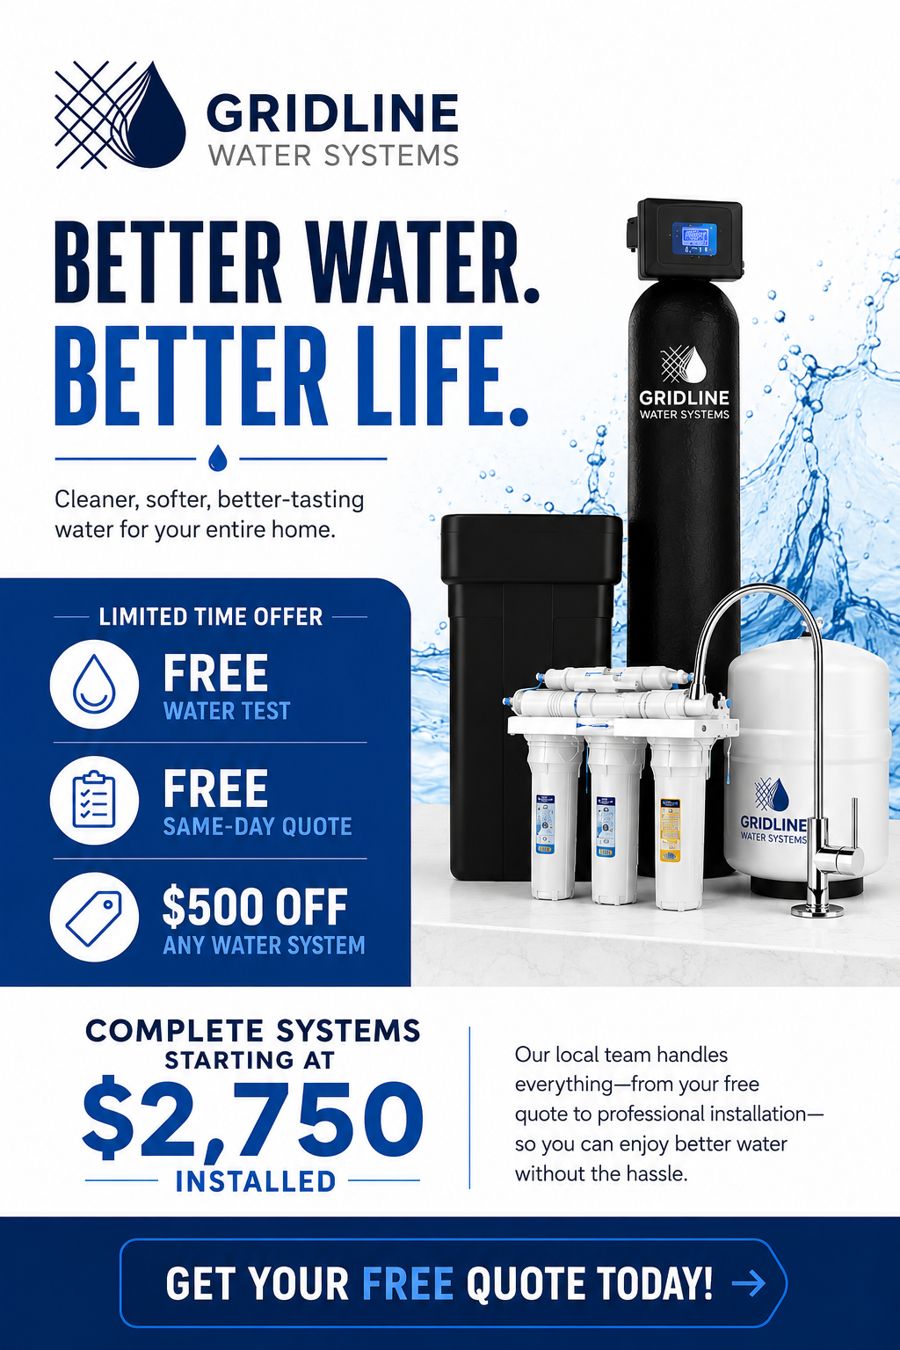 GRIDLINE
WATER SYSTEMS
BETTER WATER.
BETTER LIFE.
Cleaner, softer, better-tasting
water for your entire home.
LIMITED TIME OFFER
FREE
WATER TEST
FREE
SAME-DAY QUOTE
$500 OFF
ANY WATER SYSTEM
GRIDLINE
WATER SYSTEMS
GRIDLINE
WATER SYSTEMS
COMPLETE SYSTEMS
STARTING AT
$2,750
INSTALLED
Our local team handles
everything—from your free
quote to professional installation—
so you can enjoy better water
without the hassle.
GET YOUR FREE QUOTE TODAY!